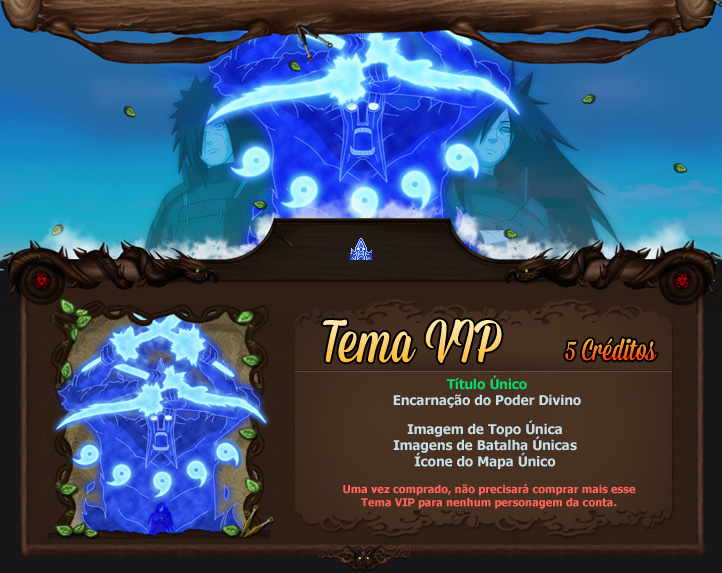 Tema VIP
5 Créditos
Título Único
Encarnação do Poder Divino
Imagem de Topo Única
Imagens de Batalha Únicas
Ícone do Mapa Único
Uma vez comprado, não precisará comprar mais esse
Tema VIP para nenhum personagem da conta.